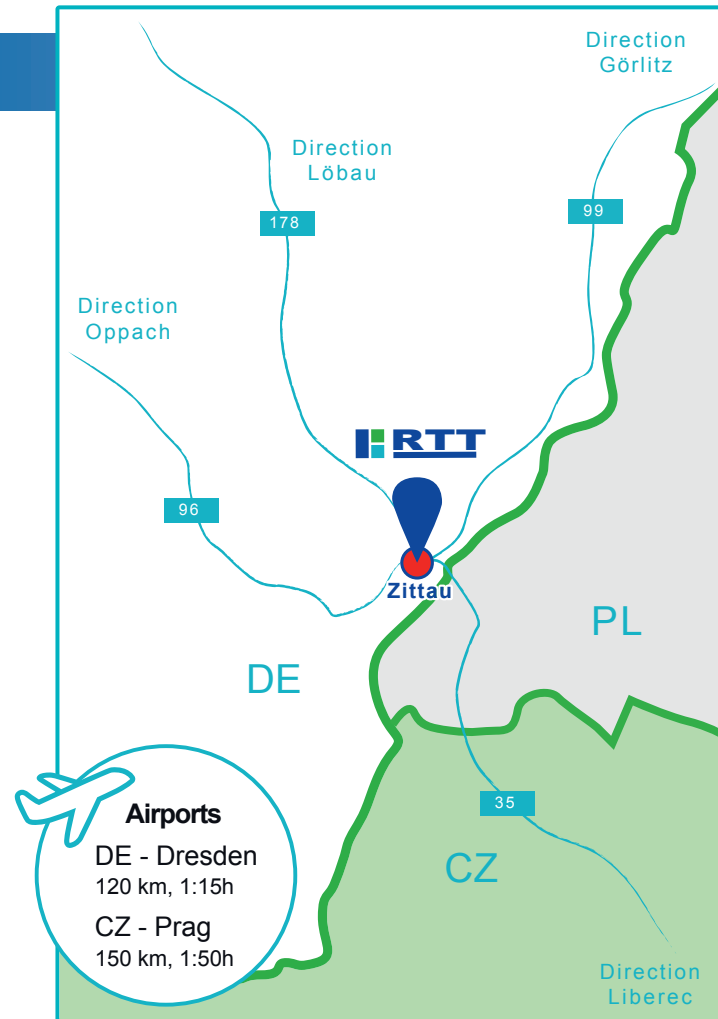 Direction
Görlitz
Direction
Löbau
99
178
Direction
Oppach
RTT
96
Zittau
PL
DE
35
Airports
DE - Dresden
120 km, 1:15h
CZ - Prag
150 km, 1:50h
CZ
Direction
Liberec